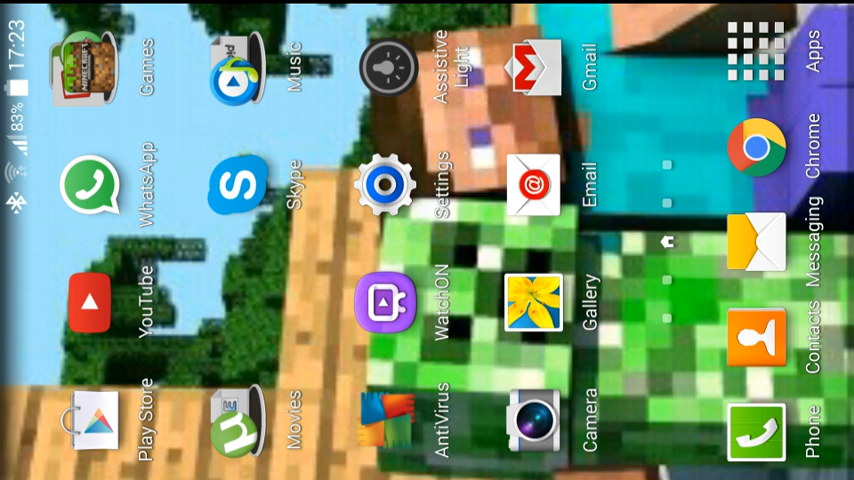 83% 17:23
Play Store
YouTube
WhatsApp
Games
MINECRAFT
Movies
Skype
Music
AntiVirus
WatchON
Settings
Assistive
Light
Camera
Gallery
Email
Gmail
Phone
Contacts
Messaging
Chrome
Apps